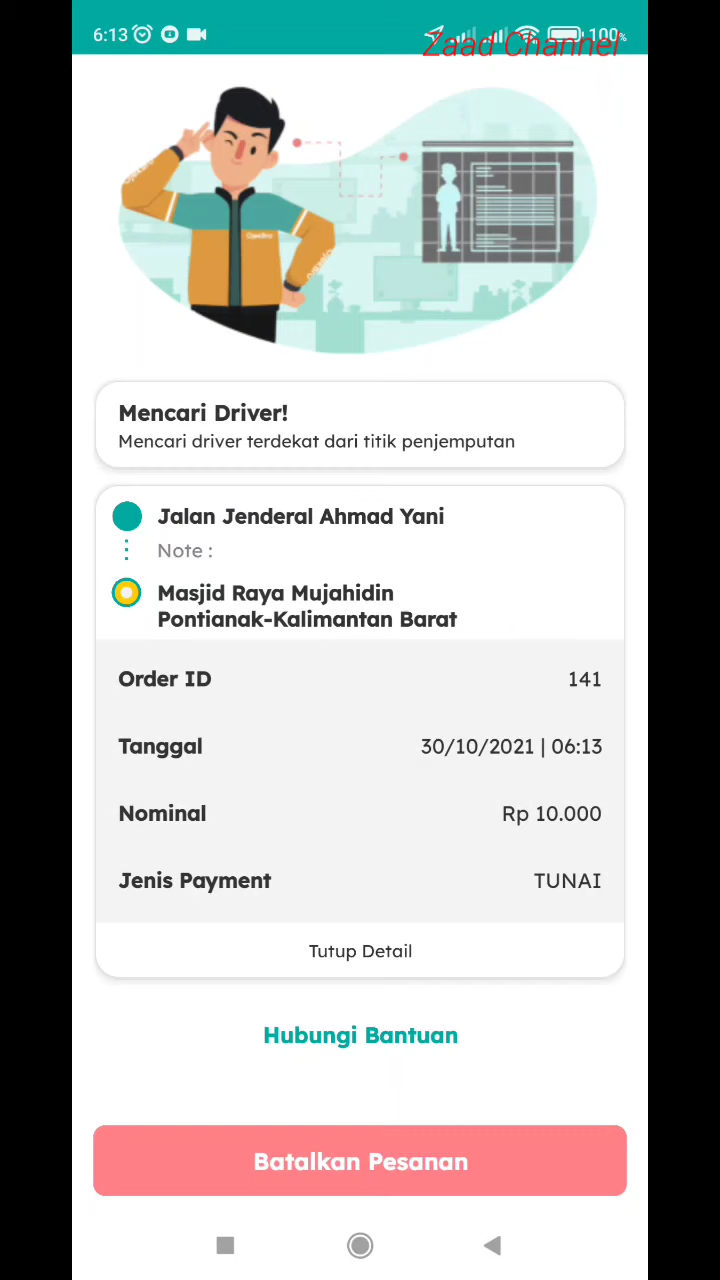 6:13
100%
Zaad Channel
Mencari Driver!
Mencari driver terdekat dari titik penjemputan
Jalan Jenderal Ahmad Yani
Note :
Masjid Raya Mujahidin
Pontianak-Kalimantan Barat
Order ID 141
Tanggal 30/10/2021 | 06:13
Nominal Rp 10.000
Jenis Payment TUNAI
Tutup Detail
Hubungi Bantuan
Batalkan Pesanan